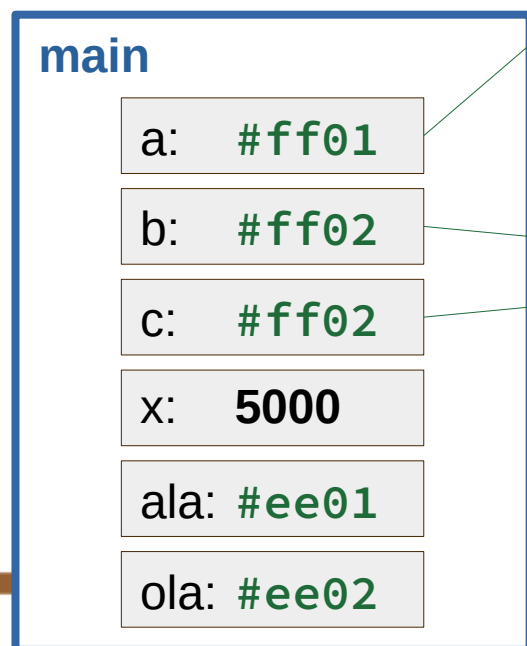 main
a: #ff01
b: #ff02
c: #ff02
x: 5000
ala: #ee01
ola: #ee02